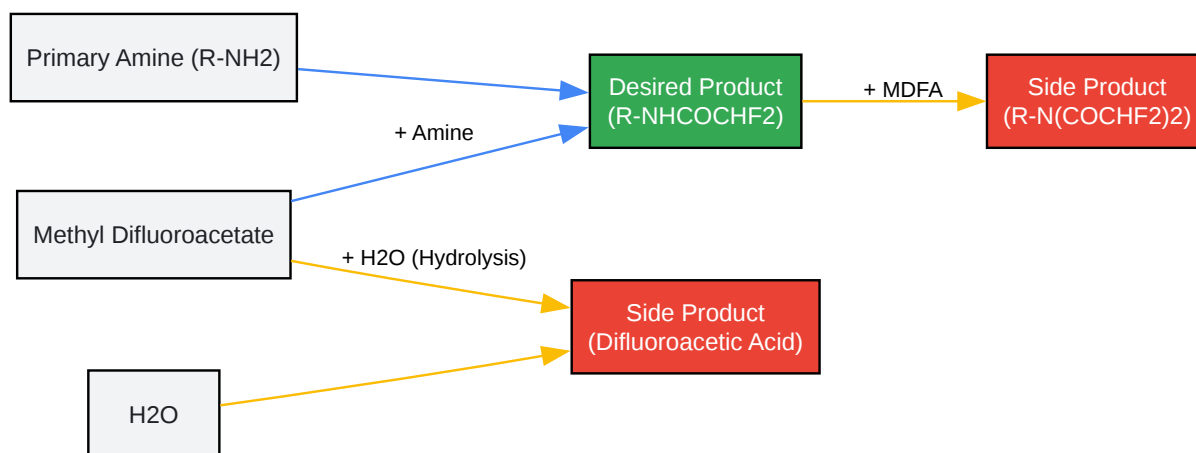 Primary Amine (R-NH2)
Desired Product
(R-NHCOCHF2)
+ MDFA
Side Product
(R-N(COCHF2)2)
+ Amine
Methyl Difluoroacetate
+ H2O (Hydrolysis)
Side Product
(Difluoroacetic Acid)
H2O